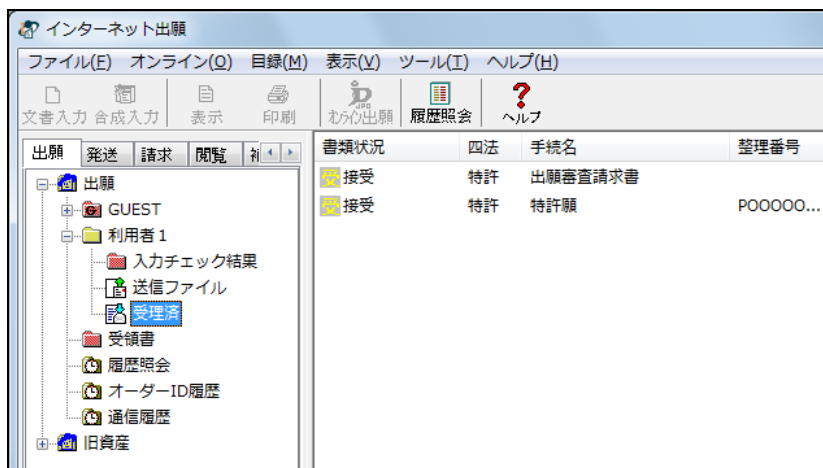 インターネット出願
ファイル(F) オンライン(O) 目録(M) 表示(V) ツール(T) ヘルプ(H)
文書入力 合成入力 表示 印刷 オンライン出願 履歴照会 ヘルプ
出願 発送 請求 閲覧
書類状況 四法 手続名 整理番号
受 接受 特許 出願審査請求書
受 接受 特許 特許願 P00000...
出願
GUEST
利用者1
入力チェック結果
送信ファイル
受理済
受領書
履歴照会
オーダーID履歴
通信履歴
旧資産